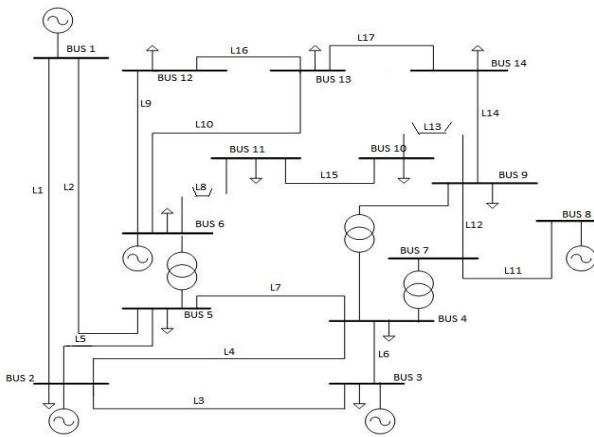 BUS 1
L16
L17
BUS 12
BUS 13
BUS 14
L9
L10
L13
L14
BUS 11
BUS 10
L1
L2
L8
L15
BUS 9
BUS 6
L12
BUS 8
BUS 7
L11
L7
BUS 5
BUS 4
L5
L4
L6
BUS 2
BUS 3
L3